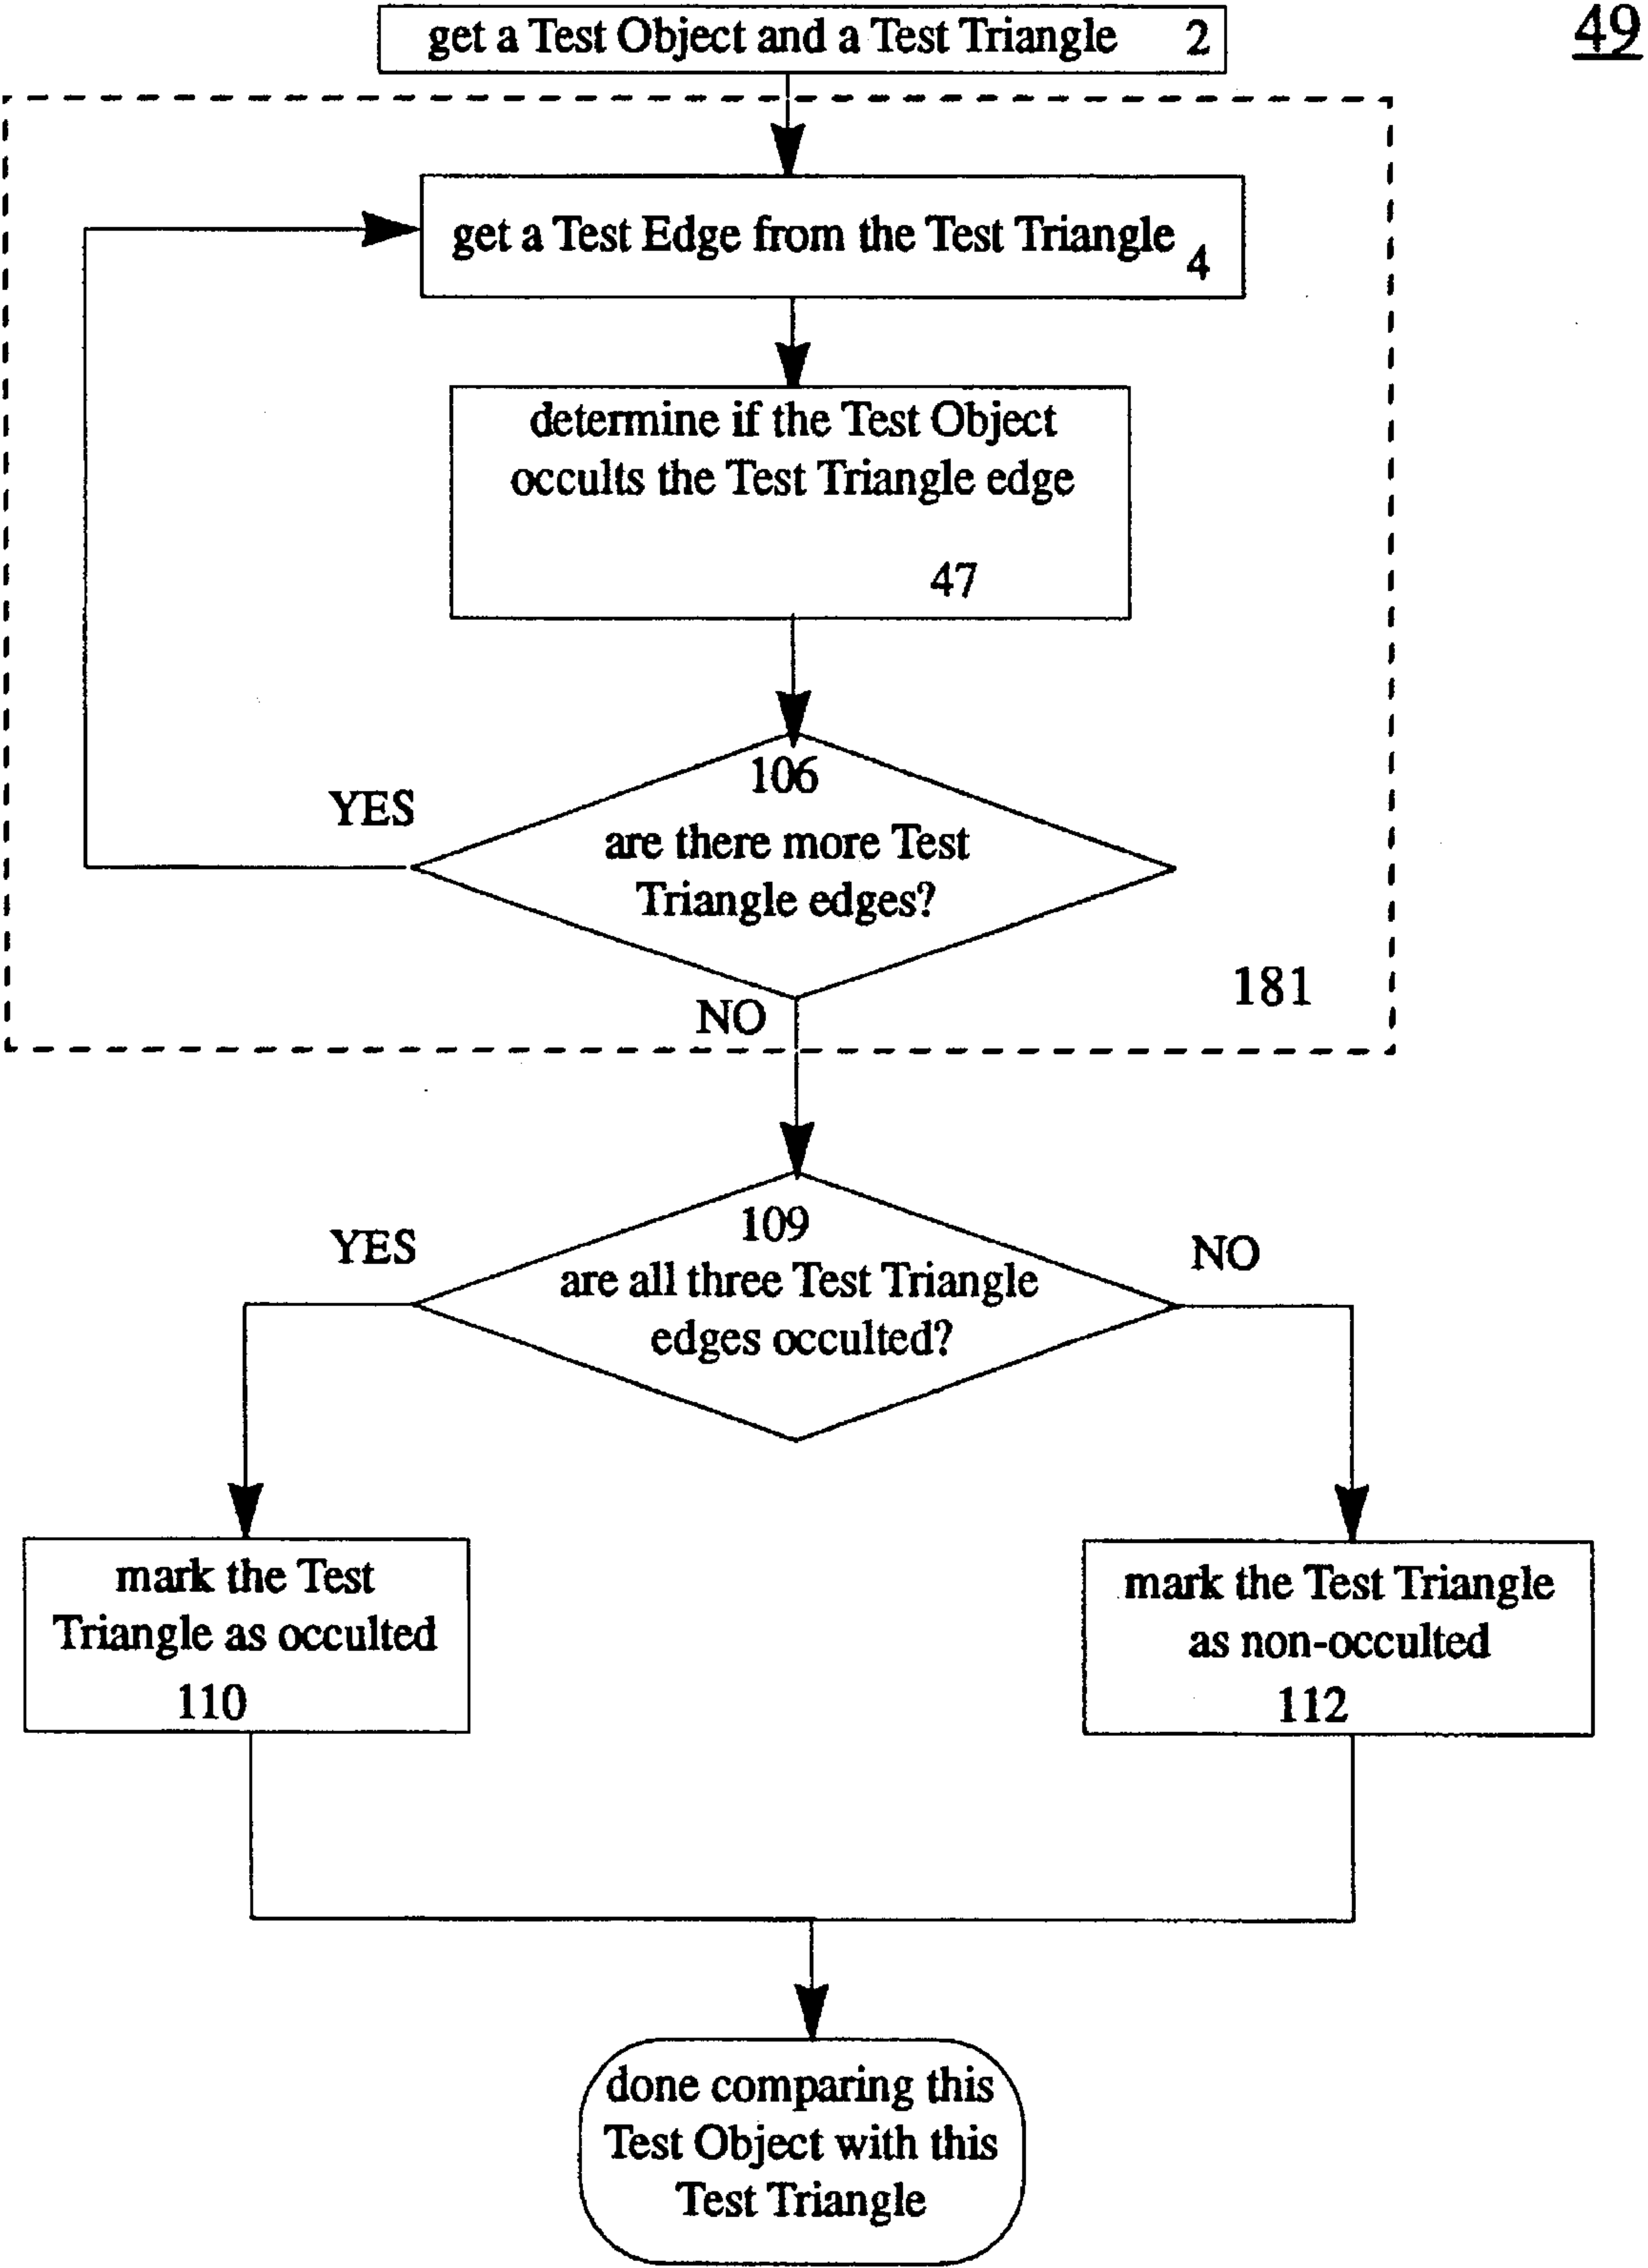 49
get a Test Object and a Test Triangle 2
get a Test Edge from the Test Triangle
4
determine if the Test Object
occults the Test Triangle edge
47
106
YES
are there more Test
Triangle edges?
181
NO
109
YES
NO
are all three Test Triangle
edges occulted?
mark the Test
Triangle as occulted
110
mark the Test Triangle
as non-occulted
112
done comparing this
Test Object with this
Test Triangle